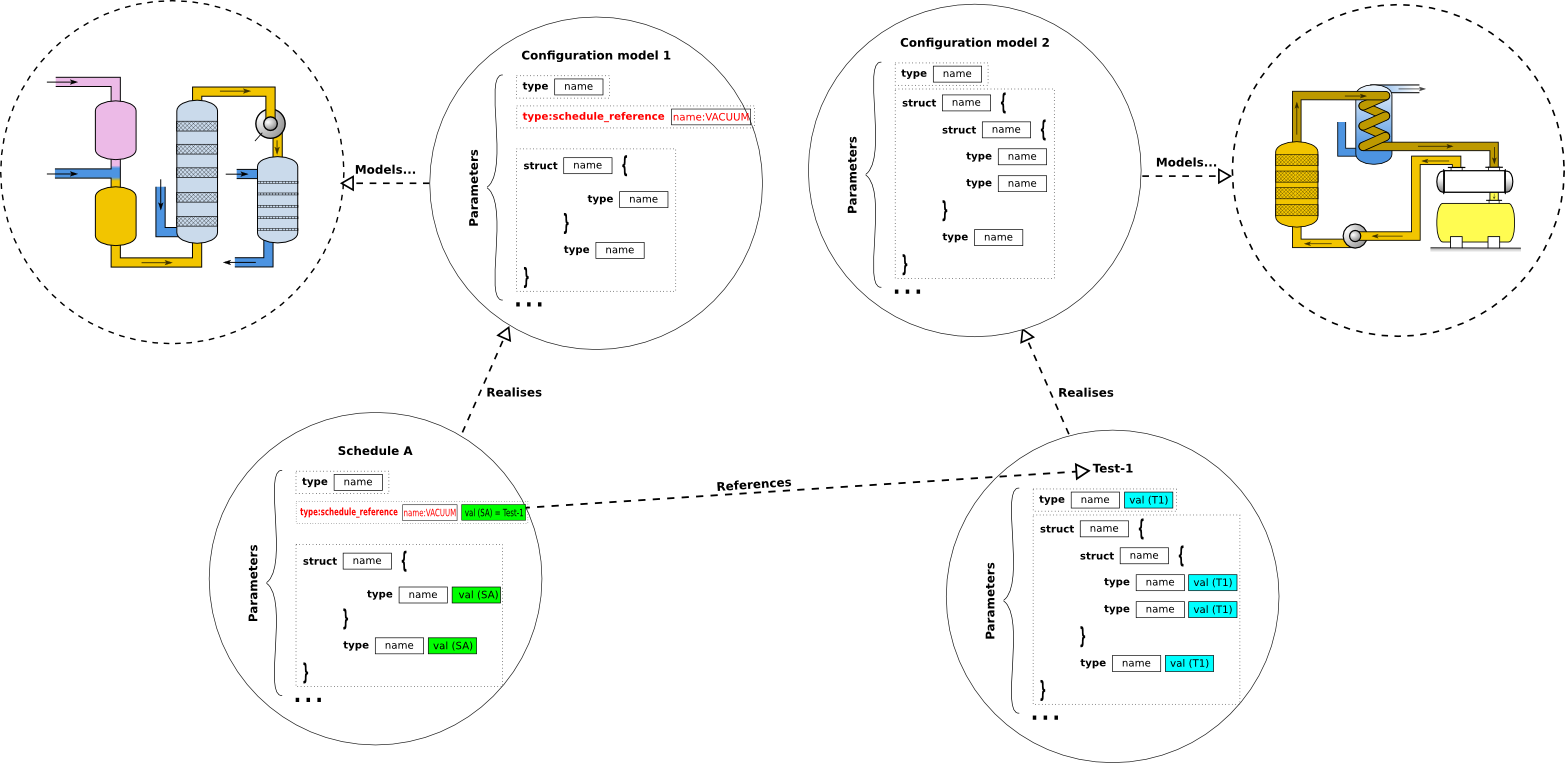 Configuration model 1
Parameters
type name
type:schedule_reference name:VACUUM
struct name {
type name
}
type name
}
...
Models...
Configuration model 2
Parameters
type name
struct name {
struct name {
type name
type name
}
type name
}
...
Models...
Realises
Realises
Schedule A
Parameters
type name
type:schedule_reference name:VACUUM val (SA) = Test-1
struct name {
type name val (SA)
}
type name val (SA)
}
...
References
Test-1
Parameters
type name val (T1)
struct name {
struct name {
type name val (T1)
type name val (T1)
}
type name val (T1)
}
...